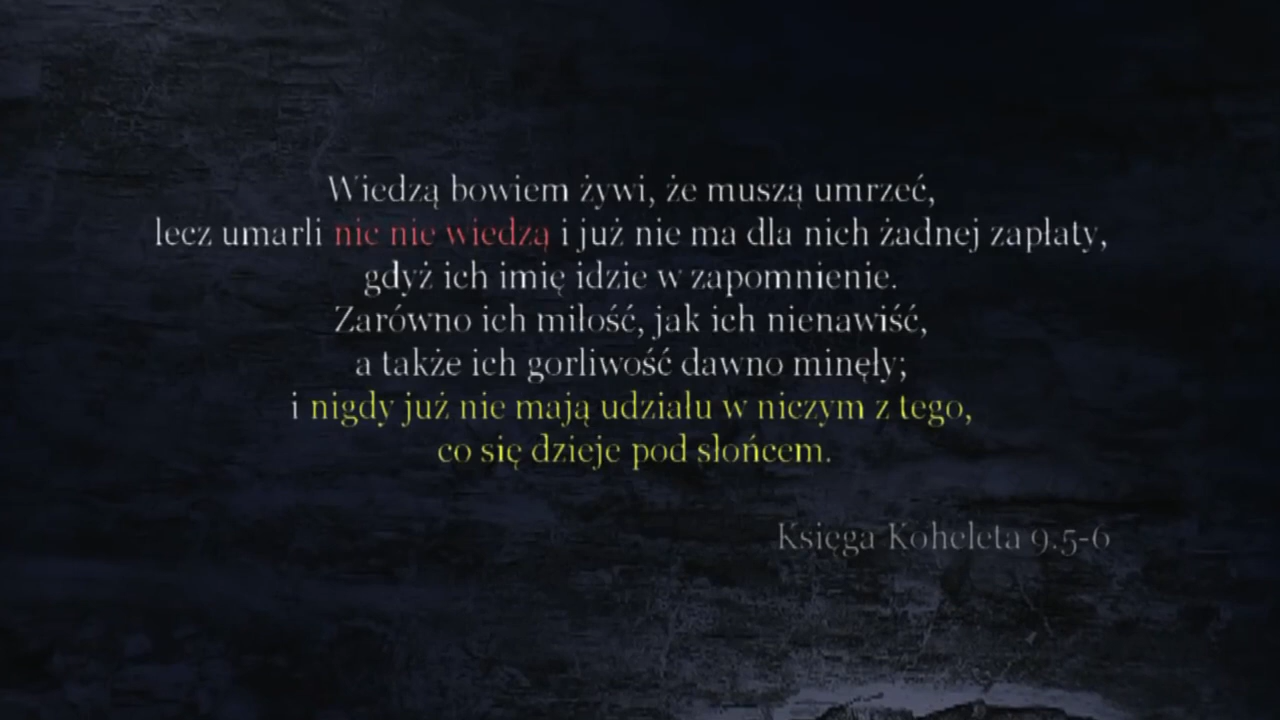 Wiedzą bowiem żywi, że muszą umrzeć,
lecz umarli nic nie wiedzą i już nie ma dla nich żadnej zapłaty,
gdyż ich imię idzie w zapomnienie.
Zarówno ich miłość, jak ich nienawiść,
a także ich gorliwość dawno minęły;
i nigdy już nie mają udziału w niczym z tego,
co się dzieje pod słońcem.
Księga Koheleta 9.5-6